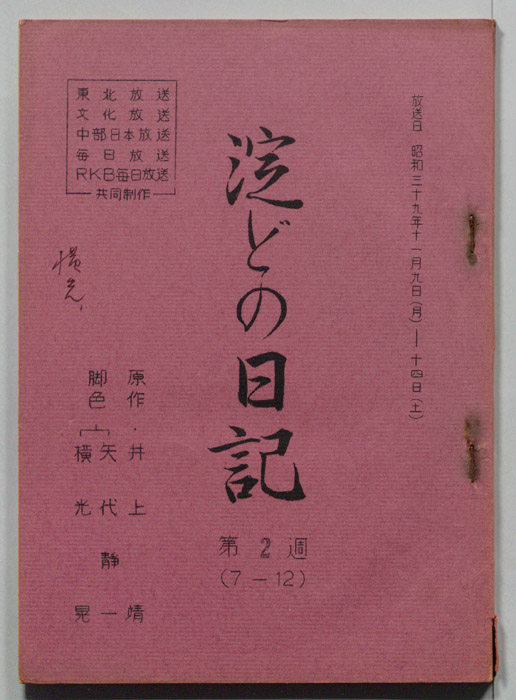 放送日 昭和三十九年十一月九日(月)―十四日(土)
淀どの日記
第2週
(7－12)
東北放送
文化放送
中部日本放送
毎日放送
RKB毎日放送
共同制作
原作・井上靖
脚色
矢代静一
横光晃